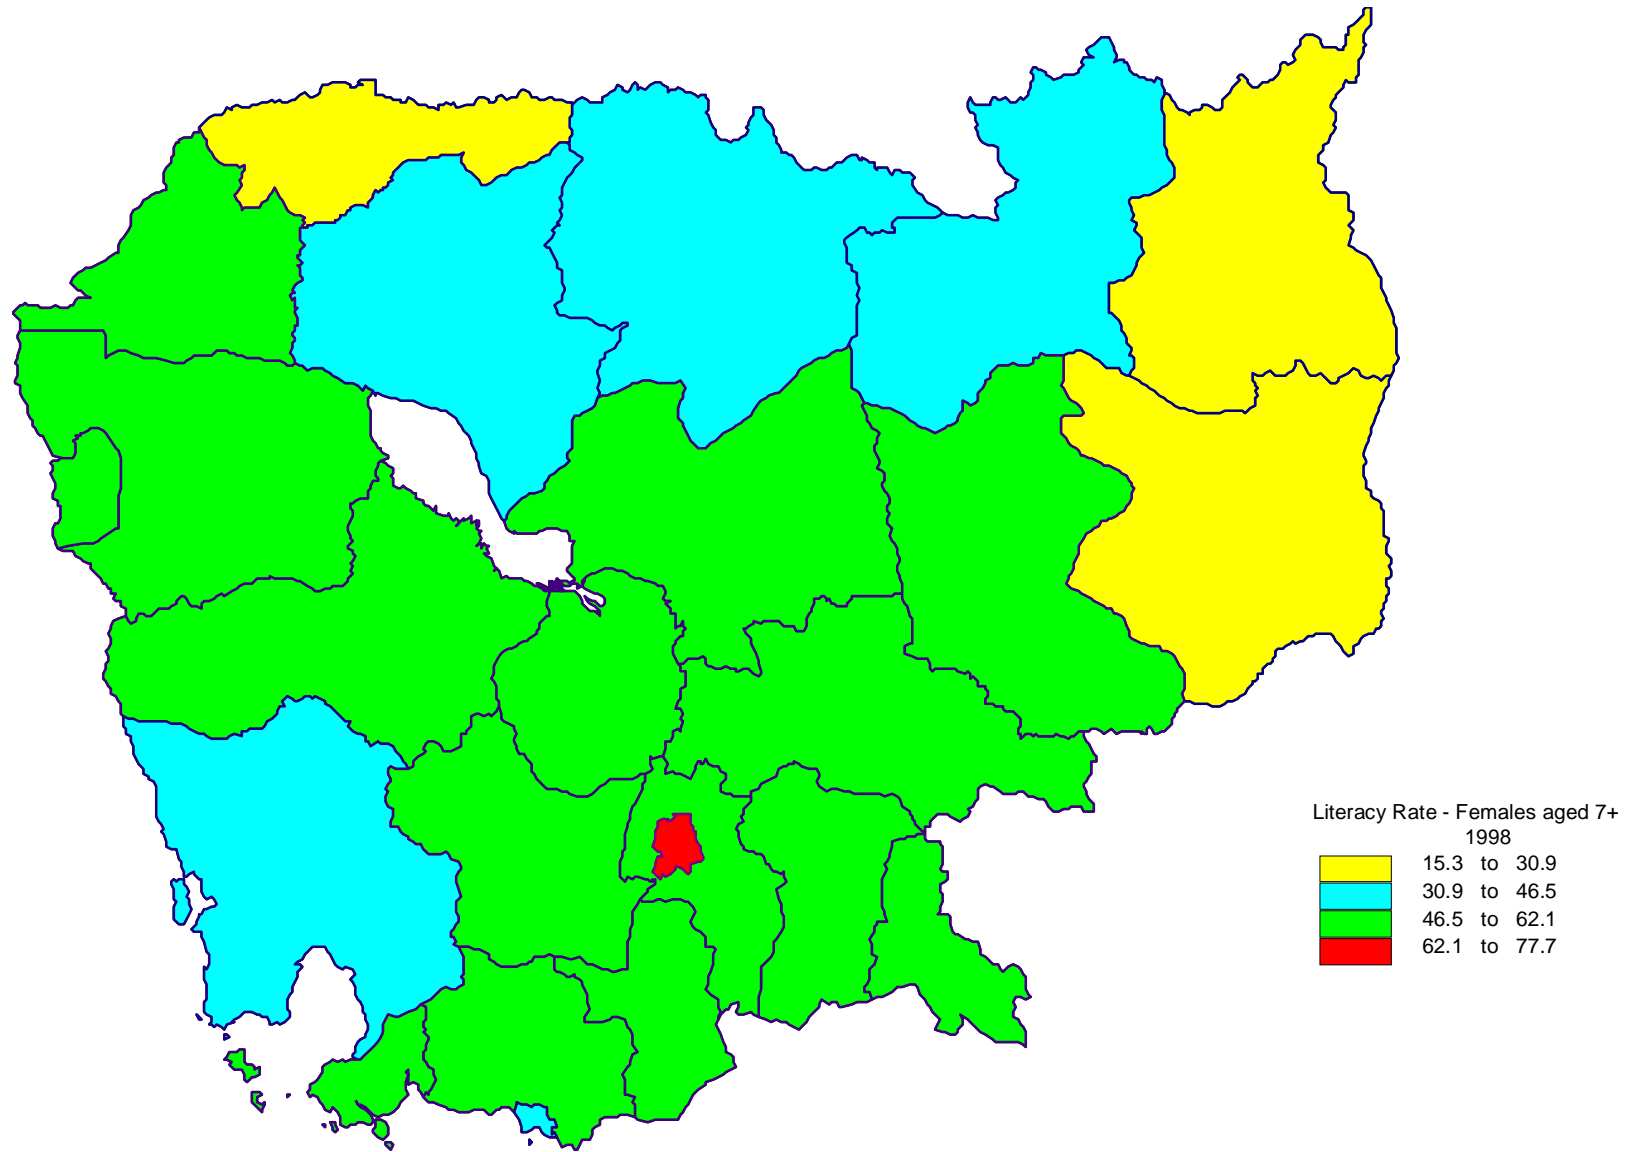 Literacy Rate - Females aged 7+
1998
15.3 to 30.9
30.9 to 46.5
46.5 to 62.1
62.1 to 77.7